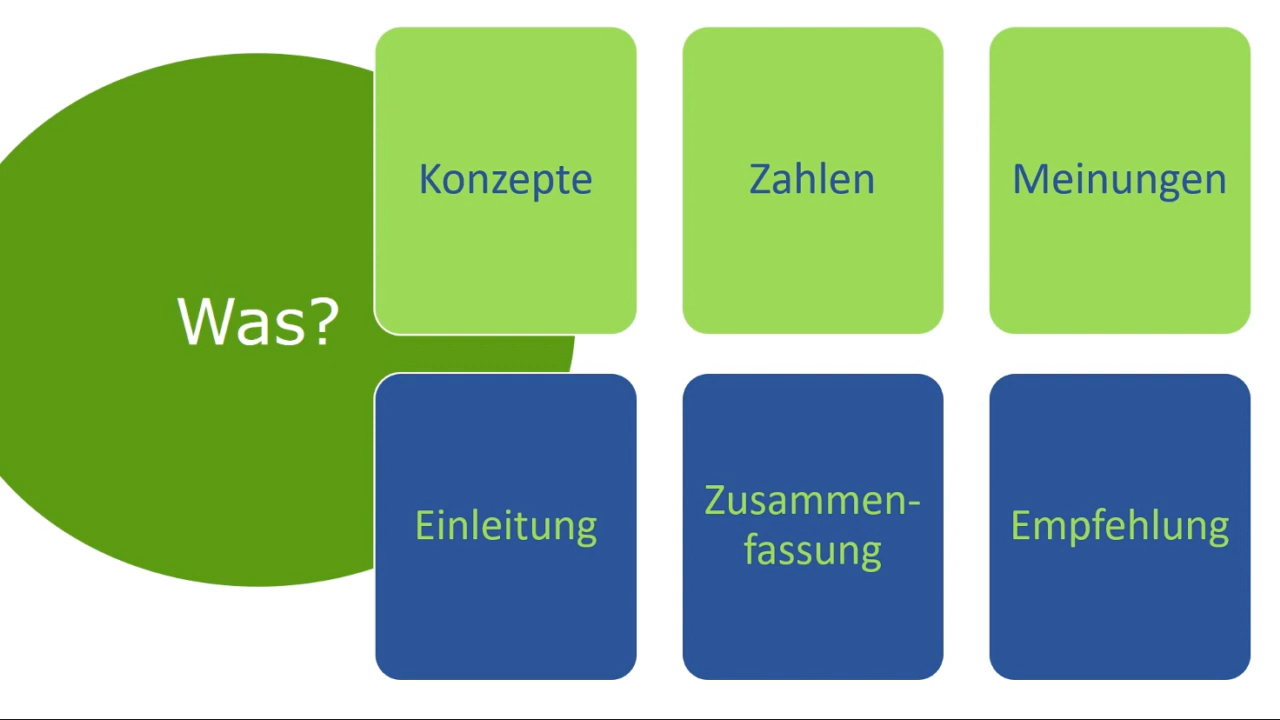 Was?
Konzepte
Zahlen
Meinungen
Einleitung
Zusammen-
fassung
Empfehlung